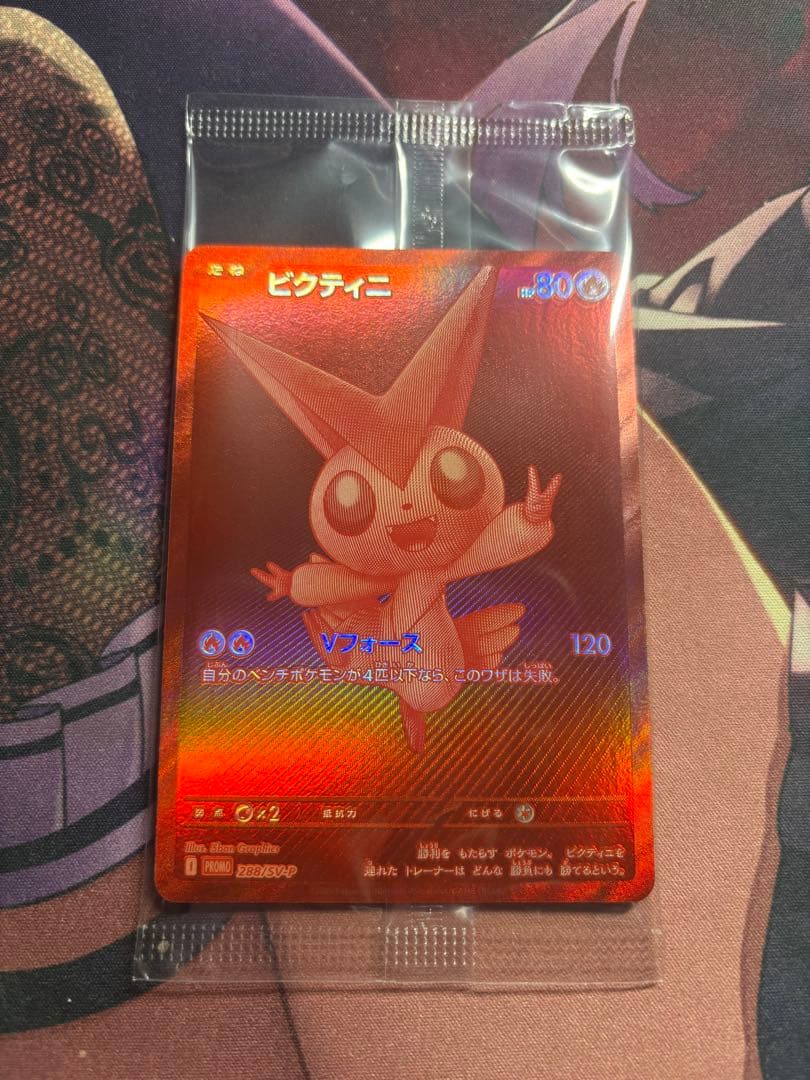 たね ビクティニ HP80
Vフォース 120
自分のベンチポケモンが4匹以下なら、このワザは失敗。
弱点 ×2 抵抗力 にげる
Illus. Shan Graphics
勝利を もたらす ポケモン。 ビクティニを
連れた トレーナーは どんな 勝負にも 勝てるという。
I PROMO 288/SV-P